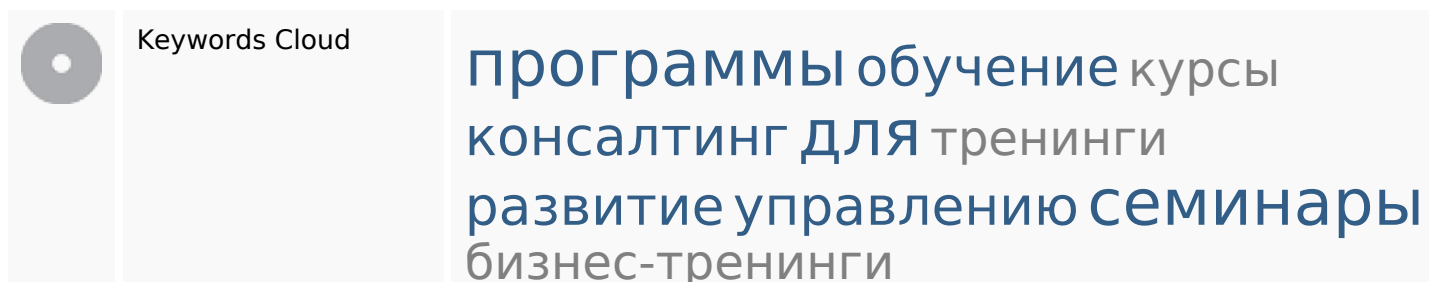 Keywords Cloud
программы обучение курсы
консалтинг для тренинги
развитие управлению семинары
бизнес-тренинги